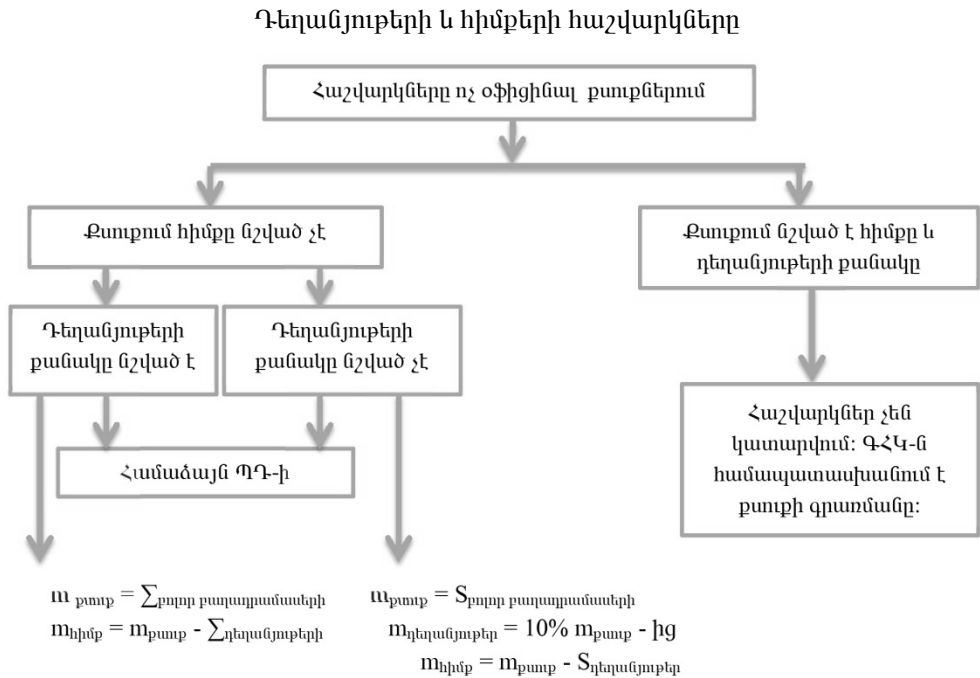 Դեղանյութերի և հիմքերի հաշվարկները
Հաշվարկները ոչ օֆիցինալ քսուքներում
Քսուքում հիմքը նշված չէ
Քսուքում նշված է հիմքը և
դեղանյութերի քանակը
Դեղանյութերի
քանակը նշված է
Դեղանյութերի
քանակը նշված չէ
Համաձայն ՊԴ-ի
Հաշվարկներ չեն
կատարվում: ԳՀԿ-ն
համապատասխանում է
քսուքի գրառմանը:
m քսուք = ∑բոլոր բաղադրամասերի
mհիմք = mքսուք - ∑դեղանյութերի
mքսուք = Sբոլոր բաղադրամասերի
mդեղանյութեր = 10% mքսուք - ից
mհիմք = mքսուք - Sդեղանյութեր